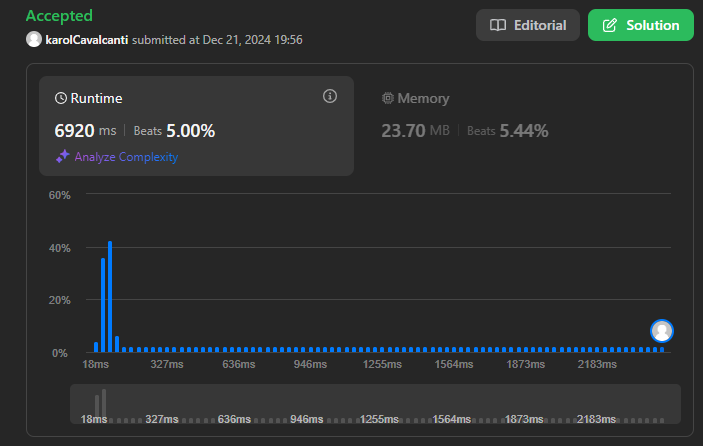 Accepted
Editorial
Solution
karolCavalcanti submitted at Dec 21, 2024 19:56
Runtime
Memory
6920 ms | Beats 5.00%
23.70 MB | Beats 5.44%
Analyze Complexity
60%
40%
20%
0%
18ms 327ms 636ms 946ms 1255ms 1564ms 1873ms 2183ms
18ms 327ms 636ms 946ms 1255ms 1564ms 1873ms 2183ms